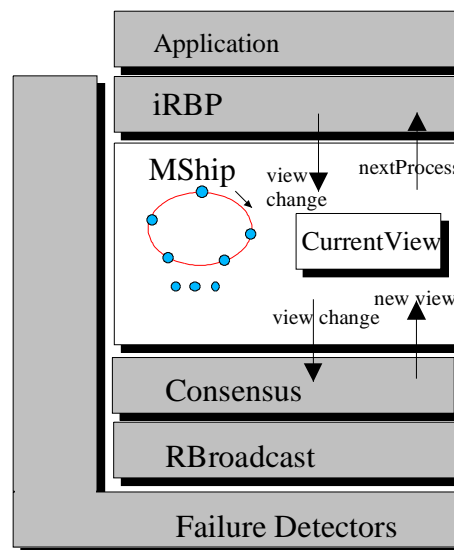 Application
iRBP
MShip
view
change
nextProcess
CurrentView
view change
new view
Consensus
RBroadcast
Failure Detectors